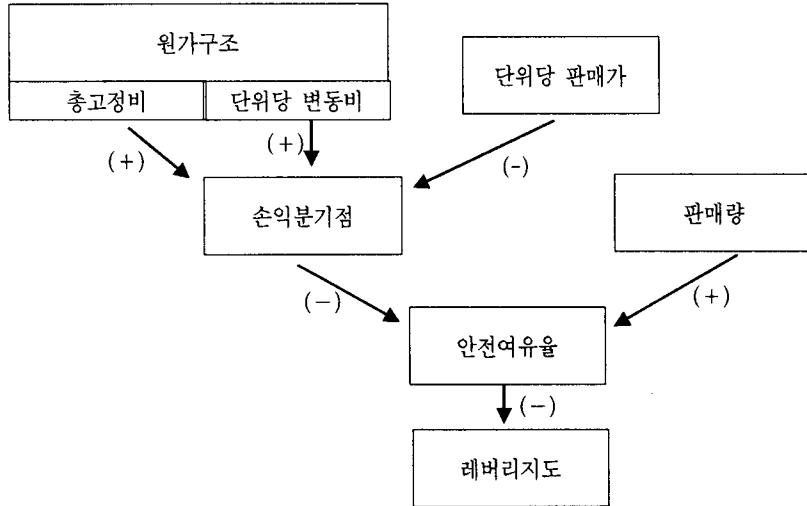 원가구조
단위당 판매가
총고정비
단위당 변동비
(+)
(+)
(-)
손익분기점
판매량
(-)
(+)
안전여유율
(-)
레버리지도